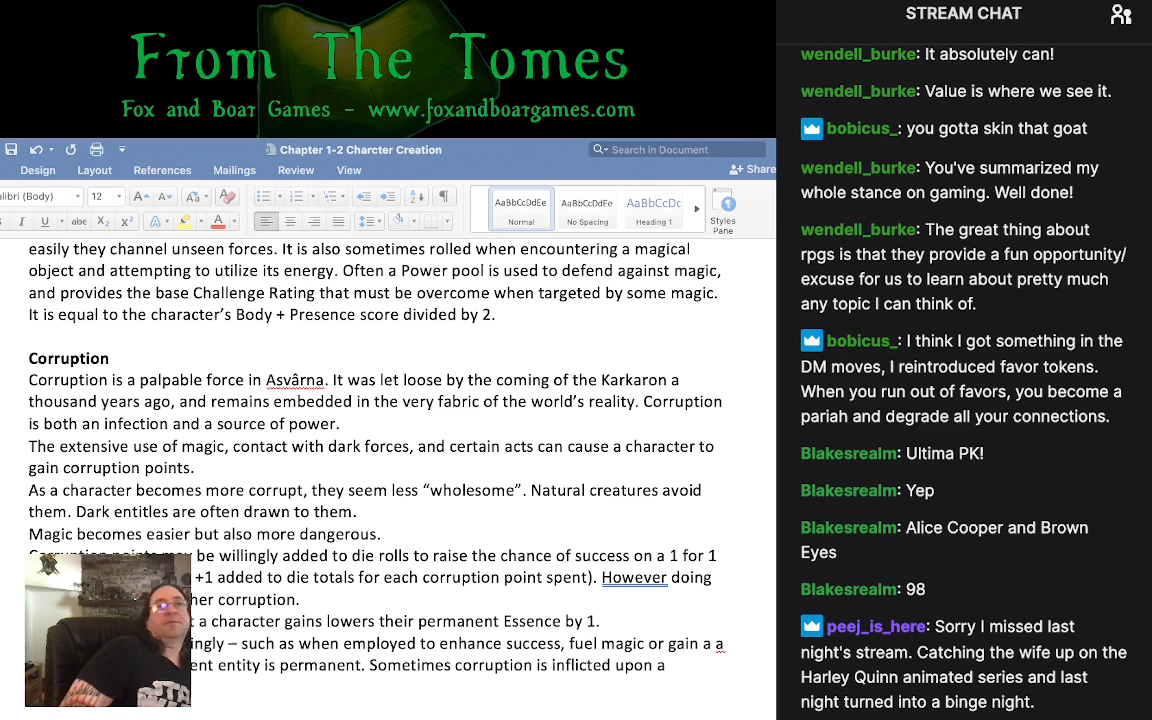 From The Tomes
Fox and Boar Games - www.foxandboargames.com
Chapter 1-2 Charcter Creation
Search in Document
Design Layout References Mailings Review View
Share
alibri (Body) 12
AaBbCcDdEe AaBbCcDdEe AaBbCcDc
Normal No Spacing Heading 1
Styles
Pane
easily they channel unseen forces. It is also sometimes rolled when encountering a magical
object and attempting to utilize its energy. Often a Power pool is used to defend against magic,
and provides the base Challenge Rating that must be overcome when targeted by some magic.
It is equal to the character's Body + Presence score divided by 2.
Corruption
Corruption is a palpable force in Asvârna. It was let loose by the coming of the Karkaron a
thousand years ago, and remains embedded in the very fabric of the world's reality. Corruption
is both an infection and a source of power.
The extensive use of magic, contact with dark forces, and certain acts can cause a character to
gain corruption points.
As a character becomes more corrupt, they seem less “wholesome”. Natural creatures avoid
them. Dark entitles are often drawn to them.
Magic becomes easier but also more dangerous.
Corruption points may be willingly added to die rolls to raise the chance of success on a 1 for 1
+1 added to die totals for each corruption point spent). However doing
her corruption.
a character gains lowers their permanent Essence by 1.
ingly – such as when employed to enhance success, fuel magic or gain a a
ent entity is permanent. Sometimes corruption is inflicted upon a
STREAM CHAT
wendell_burke: It absolutely can!
wendell_burke: Value is where we see it.
bobicus_: you gotta skin that goat
wendell_burke: You've summarized my
whole stance on gaming. Well done!
wendell_burke: The great thing about
rpgs is that they provide a fun opportunity/
excuse for us to learn about pretty much
any topic I can think of.
bobicus_: I think I got something in the
DM moves, I reintroduced favor tokens.
When you run out of favors, you become a
pariah and degrade all your connections.
Blakesrealm: Ultima PK!
Blakesrealm: Yep
Blakesrealm: Alice Cooper and Brown
Eyes
Blakesrealm: 98
peej_is_here: Sorry I missed last
night's stream. Catching the wife up on the
Harley Quinn animated series and last
night turned into a binge night.